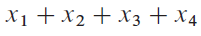 x₁ + x₂ + x₃ + x₄